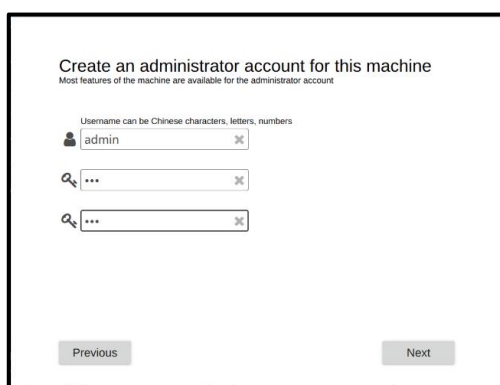 Create an administrator account for this machine
Most features of the machine are available for the administrator account
Username can be Chinese characters, letters, numbers
admin
•••
•••
Previous
Next